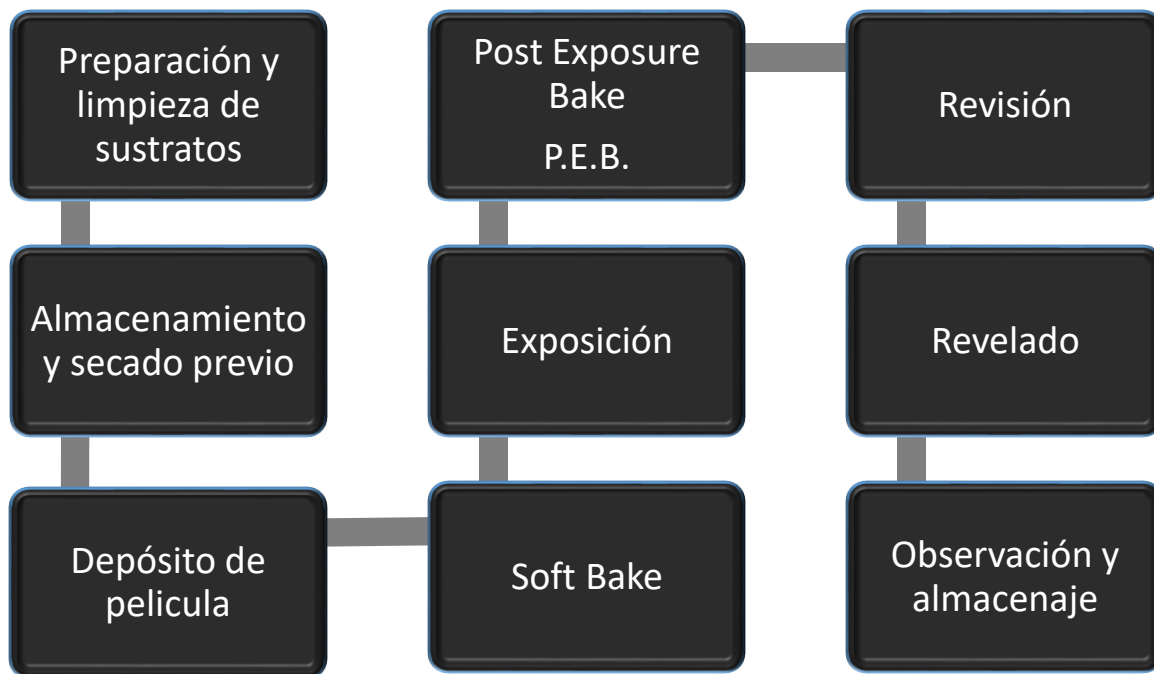 Preparación y
limpieza de
sustratos
Almacenamiento
y secado previo
Depósito de
pelicula
Soft Bake
Exposición
Post Exposure
Bake
P.E.B.
Revisión
Revelado
Observación y
almacenaje